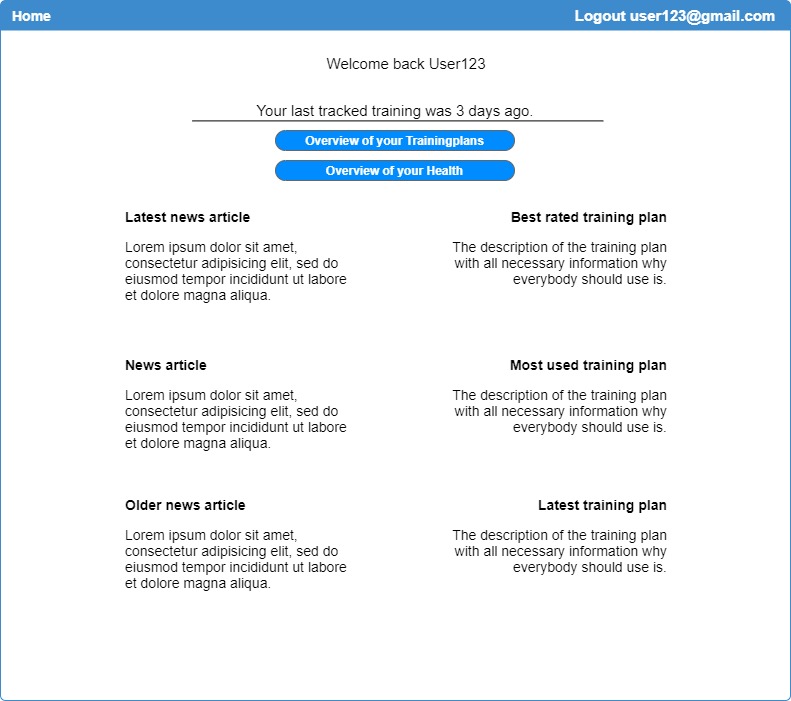 Home
Logout user123@gmail.com
Welcome back User123
Your last tracked training was 3 days ago.
Overview of your Trainingplans
Overview of your Health
Latest news article
Lorem ipsum dolor sit amet,
consectetur adipisicing elit, sed do
eiusmod tempor incididunt ut labore
et dolore magna aliqua.
Best rated training plan
The description of the training plan
with all necessary information why
everybody should use is.
News article
Lorem ipsum dolor sit amet,
consectetur adipisicing elit, sed do
eiusmod tempor incididunt ut labore
et dolore magna aliqua.
Most used training plan
The description of the training plan
with all necessary information why
everybody should use is.
Older news article
Lorem ipsum dolor sit amet,
consectetur adipisicing elit, sed do
eiusmod tempor incididunt ut labore
et dolore magna aliqua.
Latest training plan
The description of the training plan
with all necessary information why
everybody should use is.